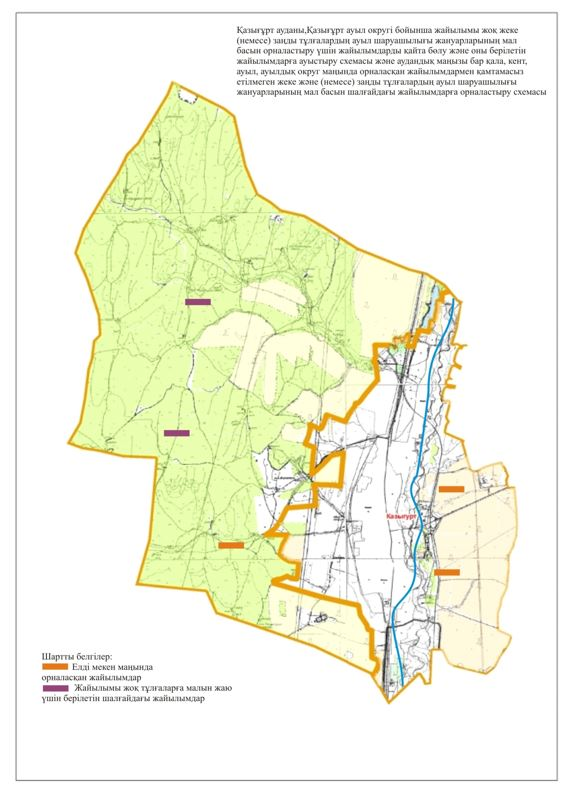 Қазығұрт ауданы,Қазығұрт ауыл округі бойынша жайылымы жоқ жеке
(немесе) заңды тұлғалардың ауыл шаруашылығы жануарларының мал
басын орналастыру үшін жайылымдарды қайта бөлу және оны берілетін
жайылымдарға ауыстыру схемасы және аудандық маңызы бар қала, кент,
ауыл, ауылдық округ маңында орналасқан жайылымдармен қамтамасыз
етілмеген жеке және (немесе) заңды тұлғалардың ауыл шаруашылығы
жануарларының мал басын шалғайдағы жайылымдарға орналастыру схемасы
Қазығұрт
Шартты белгілер:
Елді мекен маңында
орналасқан жайылымдар
Жайылымы жоқ тұлғаларға малын жаю
үшін берілетін шалғайдағы жайылымдар